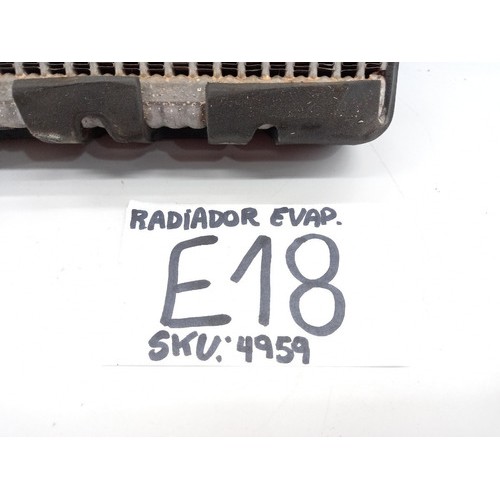 RADiADOR EVAP.
E18
SKU: 4959